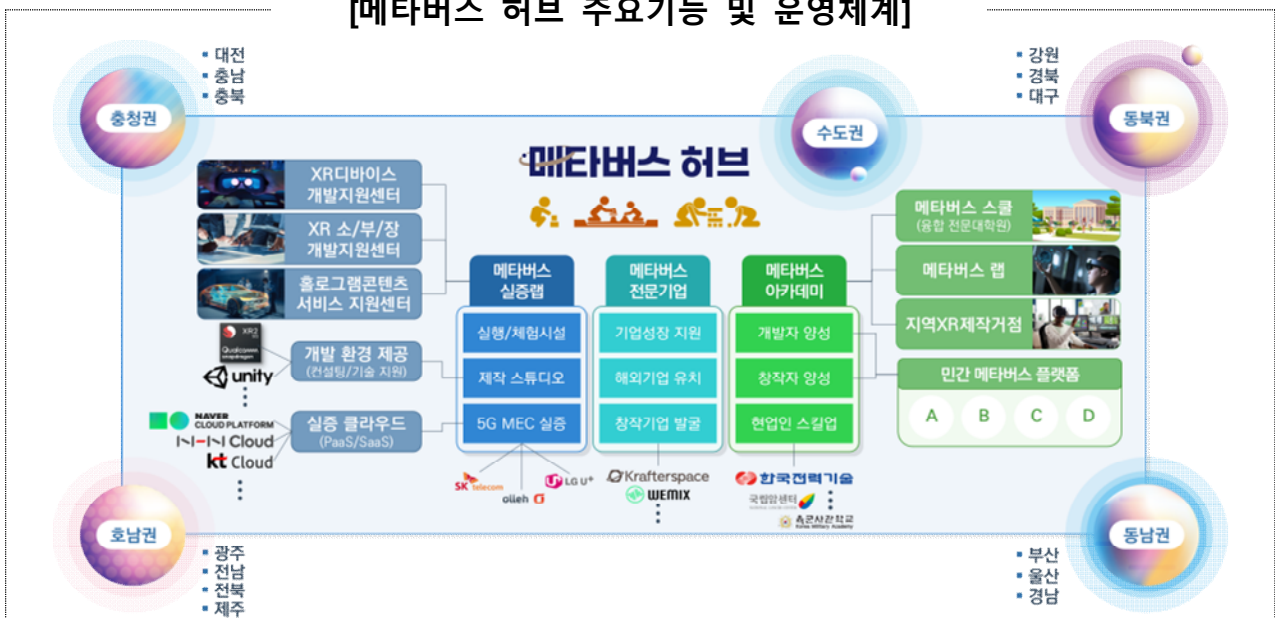 [메타버스 허브 주요기능 및 운영체계]
▪ 대전
▪ 충남
▪ 충북
충청권
수도권
▪ 강원
▪ 경북
▪ 대구
동북권
메타버스 허브
XR디바이스
개발지원센터
XR 소/부/장
개발지원센터
홀로그램콘텐츠
서비스 지원센터
XR2
Qualcomm
snapdragon
unity
개발 환경 제공
(컨설팅/기술 지원)
NAVER
CLOUD PLATFORM
NHN Cloud
kt Cloud
실증 클라우드
(PaaS/SaaS)
메타버스
실증랩
실행/체험시설
제작 스튜디오
5G MEC 실증
SK telecom
olleh
LG U+
메타버스
전문기업
기업성장 지원
해외기업 유치
창작기업 발굴
Krafterspace
WEMIX
메타버스
아카데미
개발자 양성
창작자 양성
현업인 스킬업
한국전력기술
국립암센터
육군사관학교
Korea Military Academy
메타버스 스쿨
(융합 전문대학원)
메타버스 랩
지역XR제작거점
민간 메타버스 플랫폼
A B C D
호남권
▪ 광주
▪ 전남
▪ 전북
▪ 제주
▪ 부산
▪ 울산
▪ 경남
동남권